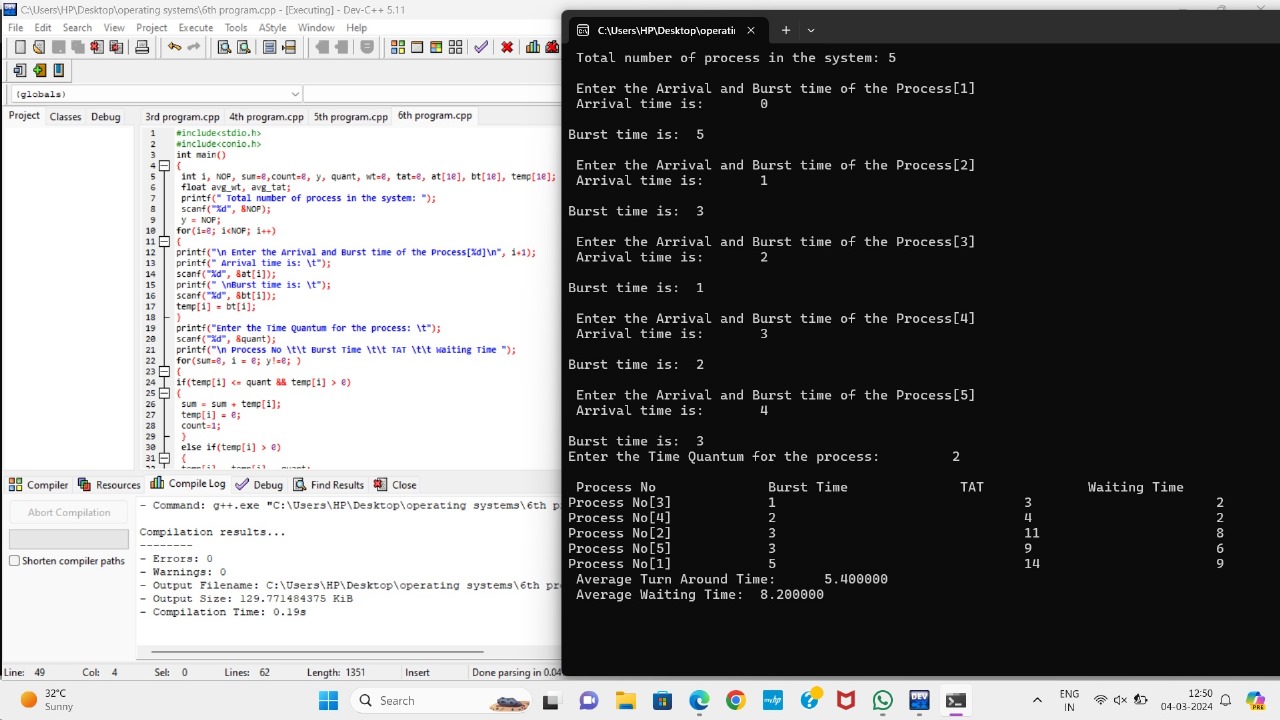 C:\Users\HP\Desktop\operating systems\6th program.cpp - [Executing] - Dev-C++ 5.11
File Edit Search View Project Execute Tools AStyle Window Help
(globals)
Project Classes Debug
3rd program.cpp 4th program.cpp 5th program.cpp 6th program.cpp
1 #include<stdio.h>
2 #include<conio.h>
3 int main()
4 {
5 int i, NOP, sum=0,count=0, y, quant, wt=0, tat=0, at[10], bt[10], temp[10];
6 float avg_wt, avg_tat;
7 printf(" Total number of process in the system: ");
8 scanf("%d", &NOP);
9 y = NOP;
10 for(i=0; i<NOP; i++)
11 {
12 printf("\n Enter the Arrival and Burst time of the Process[%d]\n", i+1);
13 printf(" Arrival time is: \t");
14 scanf("%d", &at[i]);
15 printf(" \nBurst time is: \t");
16 scanf("%d", &bt[i]);
17 temp[i] = bt[i];
18 }
19 printf("Enter the Time Quantum for the process: \t");
20 scanf("%d", &quant);
21 printf("\n Process No \t\t Burst Time \t\t TAT \t\t Waiting Time ");
22 for(sum=0, i = 0; y!=0; )
23 {
24 if(temp[i] <= quant && temp[i] > 0)
25 {
26 sum = sum + temp[i];
27 temp[i] = 0;
28 count=1;
29 }
30 else if(temp[i] > 0)
31 {
Compiler Resources Compile Log Debug Find Results Close
Abort Compilation
Shorten compiler paths
- Command: g++.exe "C:\Users\HP\Desktop\operating systems\6th p
Compilation results...
--------
- Errors: 0
- Warnings: 0
- Output Filename: C:\Users\HP\Desktop\operating systems\6th pr
- Output Size: 129.771484375 KiB
- Compilation Time: 0.19s
Line: 49 Col: 4 Sel: 0 Lines: 62 Length: 1351 Insert Done parsing in 0.04
C:\Users\HP\Desktop\operati
Total number of process in the system: 5
Enter the Arrival and Burst time of the Process[1]
Arrival time is: 0
Burst time is: 5
Enter the Arrival and Burst time of the Process[2]
Arrival time is: 1
Burst time is: 3
Enter the Arrival and Burst time of the Process[3]
Arrival time is: 2
Burst time is: 1
Enter the Arrival and Burst time of the Process[4]
Arrival time is: 3
Burst time is: 2
Enter the Arrival and Burst time of the Process[5]
Arrival time is: 4
Burst time is: 3
Enter the Time Quantum for the process: 2
Process No Burst Time TAT Waiting Time
Process No[3] 1 3 2
Process No[4] 2 4 2
Process No[2] 3 11 8
Process No[5] 3 9 6
Process No[1] 5 14 9
Average Turn Around Time: 5.400000
Average Waiting Time: 8.200000
32°C
Sunny
Search
ENG
IN
12:50
04-03-2024